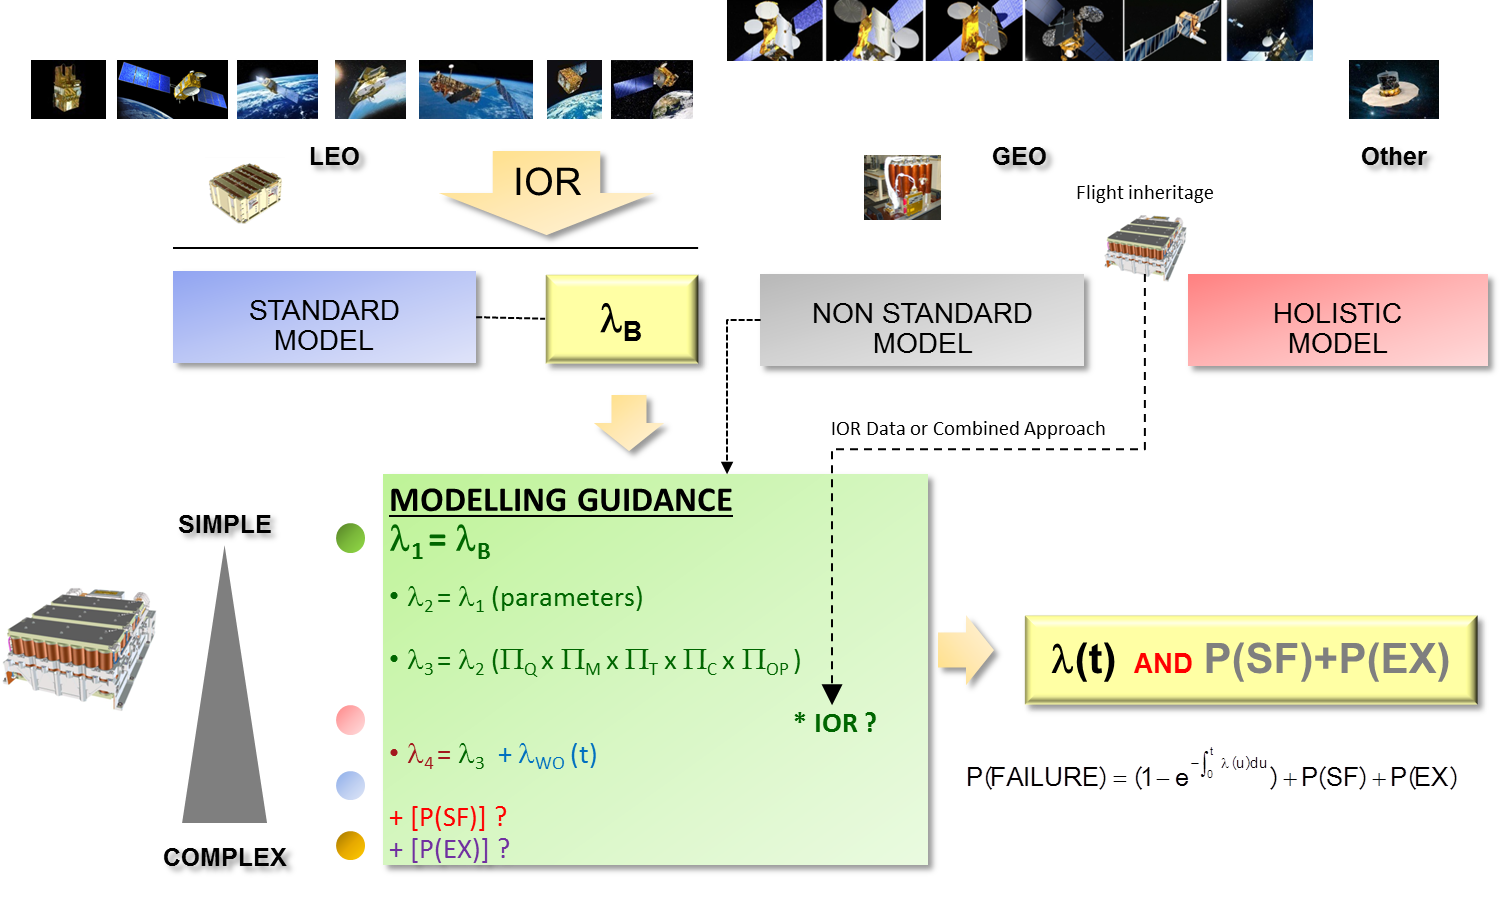 LEO
GEO
Other
IOR
Flight inheritage
STANDARD
MODEL
λB
NON STANDARD
MODEL
HOLISTIC
MODEL
IOR Data or Combined Approach
MODELLING GUIDANCE
λ1 = λB
• λ2 = λ1 (parameters)
• λ3 = λ2 (ΠQ x ΠM x ΠT x ΠC x ΠOP )
* IOR ?
• λ4 = λ3 + λWO (t)
+ [P(SF)] ?
+ [P(EX)] ?
SIMPLE
COMPLEX
λ(t) AND P(SF)+P(EX)
P(FAILURE) = (1 − e^(−∫0^t λ(u)du)) + P(SF) + P(EX)